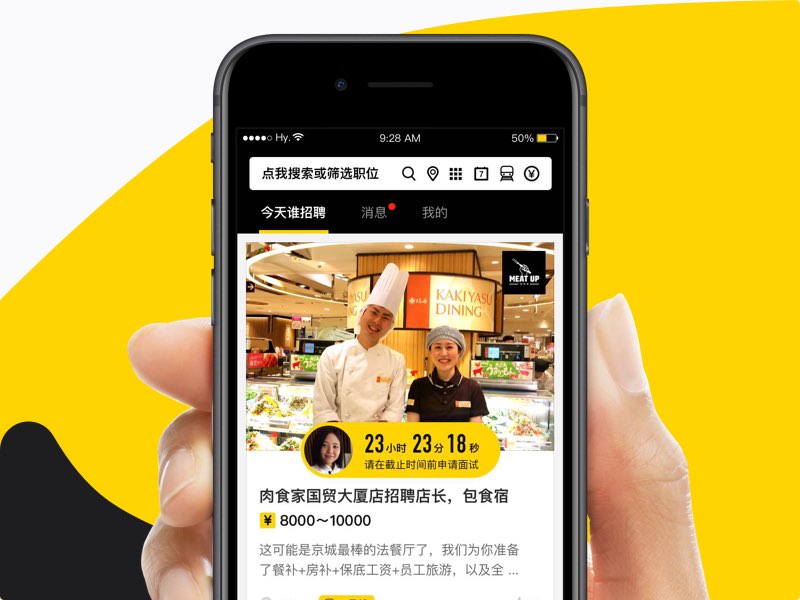 Hy.
9:28 AM
50%
点我搜索或筛选职位
7
¥
今天谁招聘
消息
我的
MEAT UP
KAKIYASU
DINING
23小时 23分 18秒
请在截止时间前申请面试
肉食家国贸大厦店招聘店长，包食宿
¥ 8000～10000
这可能是京城最棒的法餐厅了，我们为你准备
了餐补+房补+保底工资+员工旅游，以及全 ...